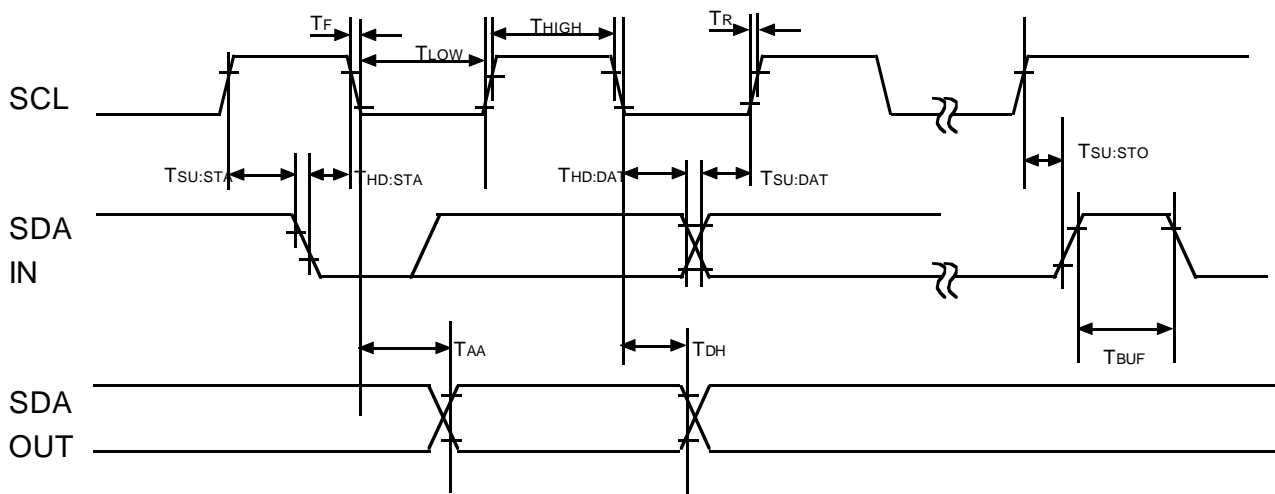 TF
TLOW
THIGH
TR
SCL
TSU:STA
THD:STA
THD:DAT
TSU:DAT
TSU:STO
SDA
IN
TAA
TDH
TBUF
SDA
OUT